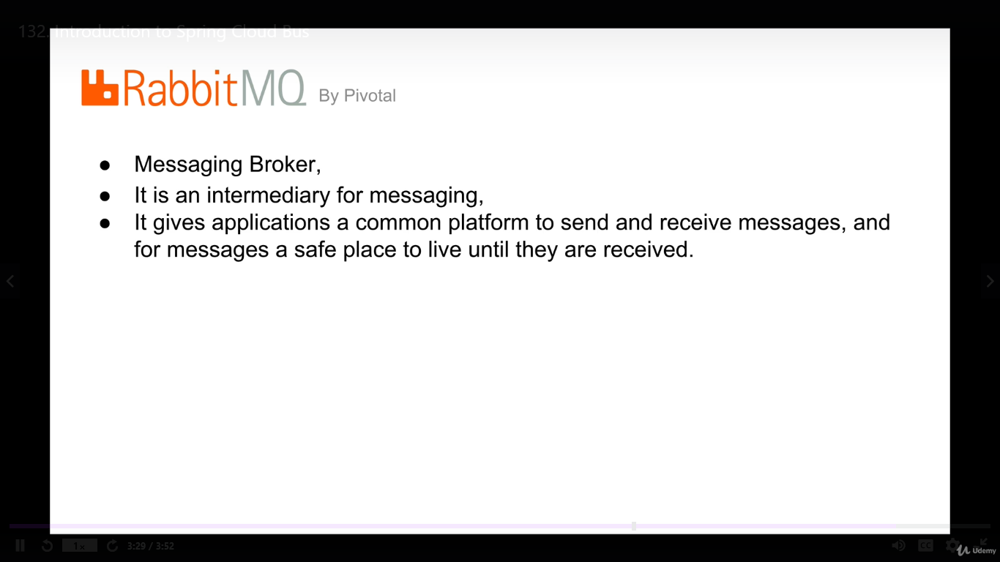 132. Introduction to Spring Cloud Bus
RabbitMQ By Pivotal
● Messaging Broker,
● It is an intermediary for messaging,
● It gives applications a common platform to send and receive messages, and
for messages a safe place to live until they are received.
1x 3:29 / 3:52 CC
Udemy